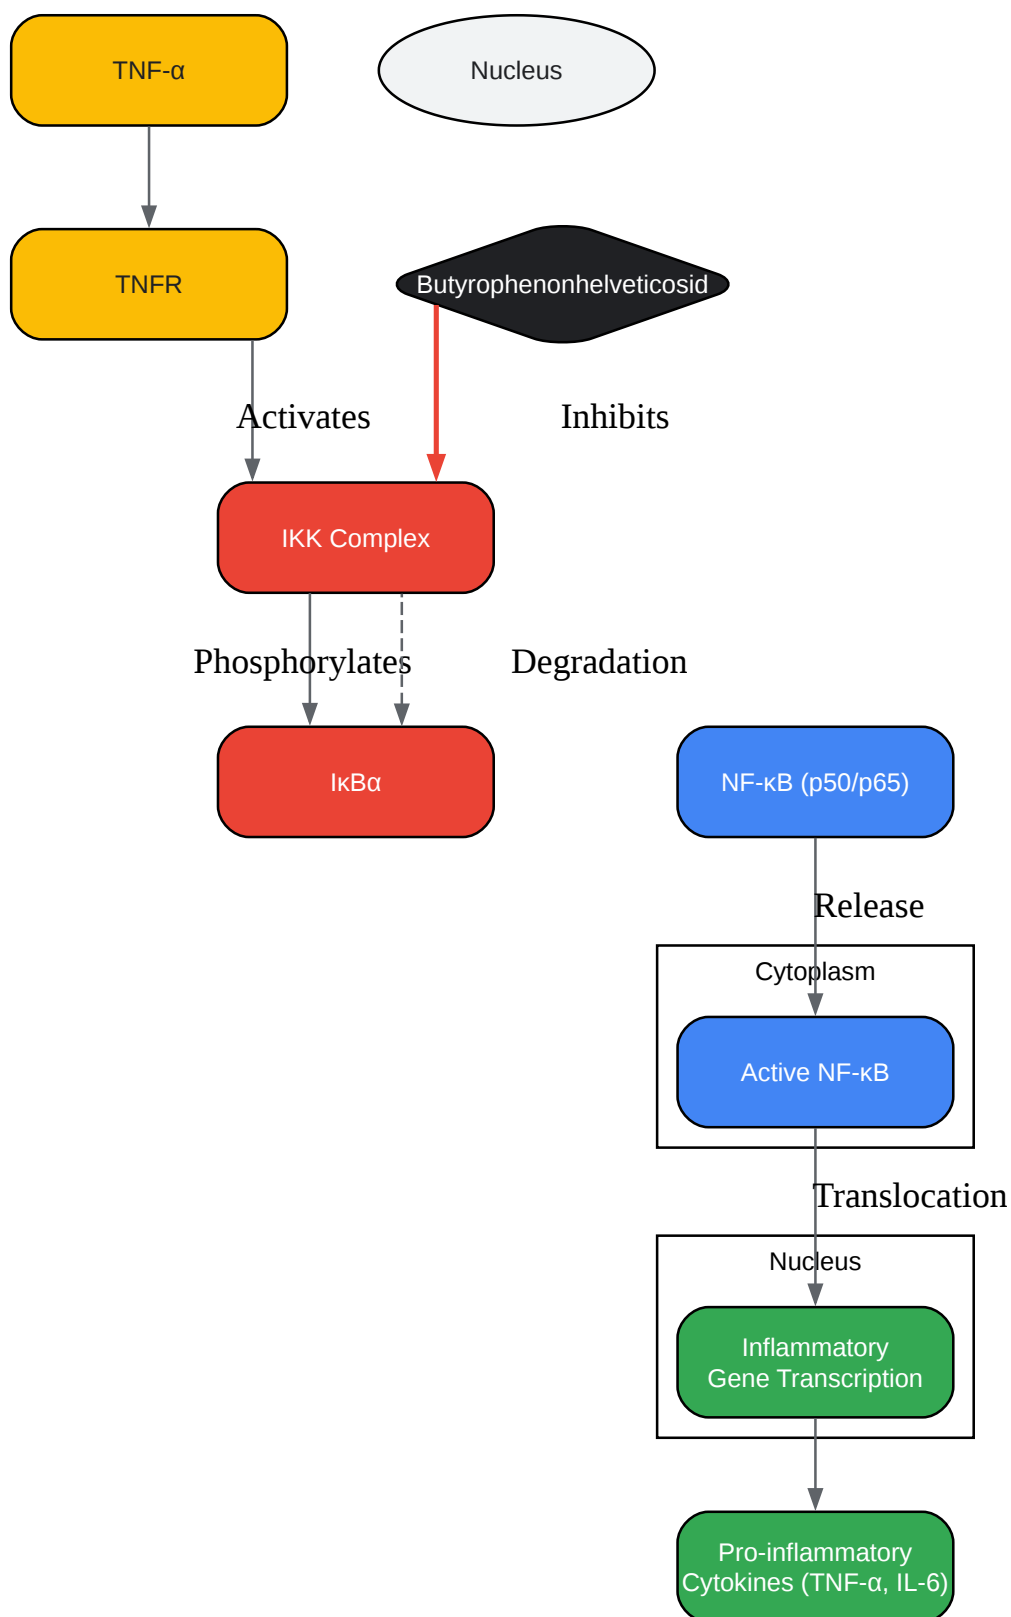 TNF-α
Nucleus
TNFR
Butyrophenonhelveticosid
Activates
Inhibits
IKK Complex
Phosphorylates
Degradation
IκBα
NF-κB (p50/p65)
Release
Cytoplasm
Active NF-κB
Translocation
Nucleus
Inflammatory
Gene Transcription
Pro-inflammatory
Cytokines (TNF-α, IL-6)